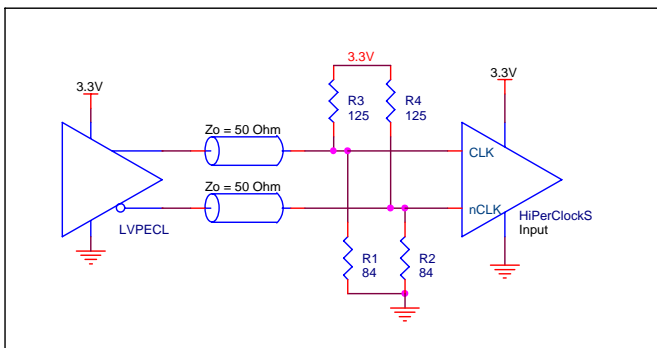 3.3V
3.3V
3.3V
R3
125
R4
125
Zo = 50 Ohm
CLK
Zo = 50 Ohm
nCLK
LVPECL
HiPerClockS
Input
R1
84
R2
84